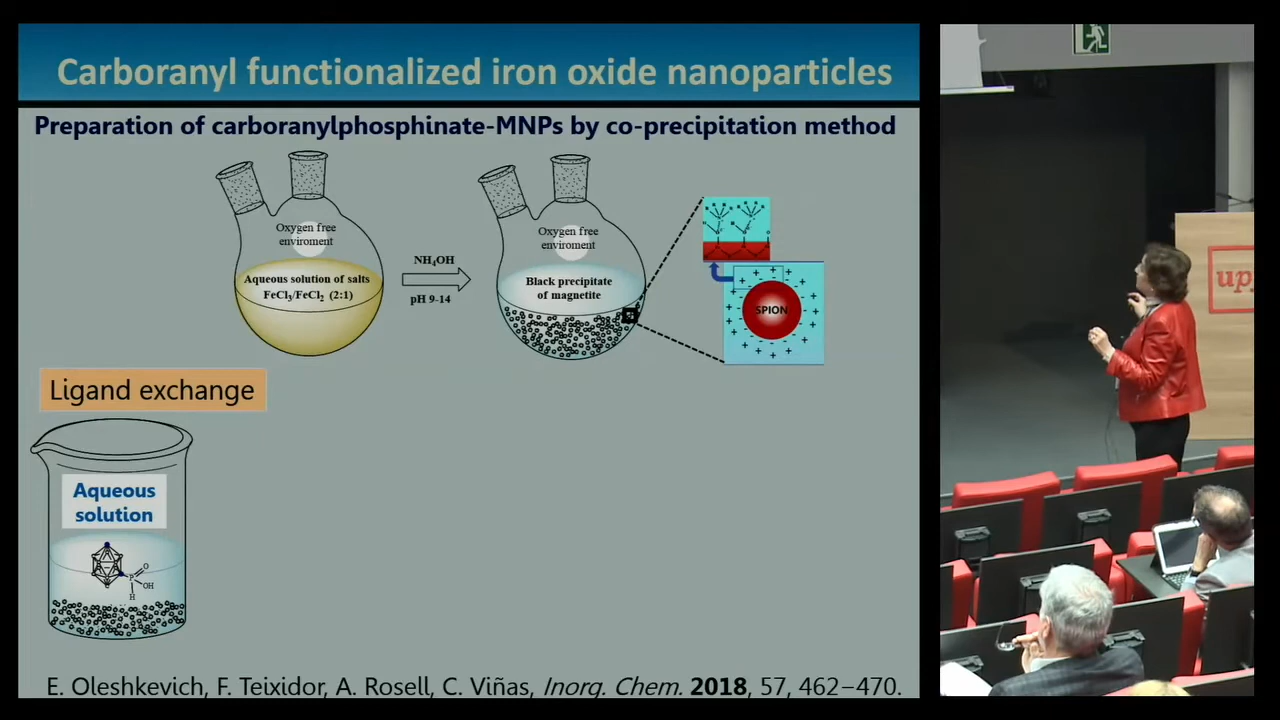 Carboranyl functionalized iron oxide nanoparticles
Preparation of carboranylphosphinate-MNPs by co-precipitation method
Oxygen free
enviroment
Aqueous solution of salts
FeCl₃/FeCl₂ (2:1)
NH₄OH
pH 9-14
Oxygen free
enviroment
Black precipitate
of magnetite
SPION
Ligand exchange
Aqueous
solution
P
O
OH
H
E. Oleshkevich, F. Teixidor, A. Rosell, C. Viñas, Inorg. Chem. 2018, 57, 462–470.